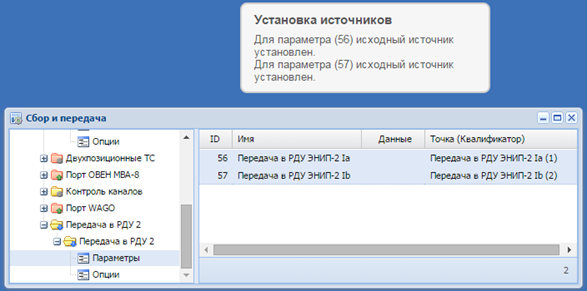 Установка источников
Для параметра (56) исходный источник
установлен.
Для параметра (57) исходный источник
установлен.
Сбор и передача
Опции
Двухпозиционные ТС
Порт ОВЕН МВА-8
Контроль каналов
Порт WAGO
Передача в РДУ 2
Передача в РДУ 2
Параметры
Опции
ID Имя Данные Точка (Квалификатор)
56 Передача в РДУ ЭНИП-2 Ia Передача в РДУ ЭНИП-2 Ia (1)
57 Передача в РДУ ЭНИП-2 Ib Передача в РДУ ЭНИП-2 Ib (2)
2